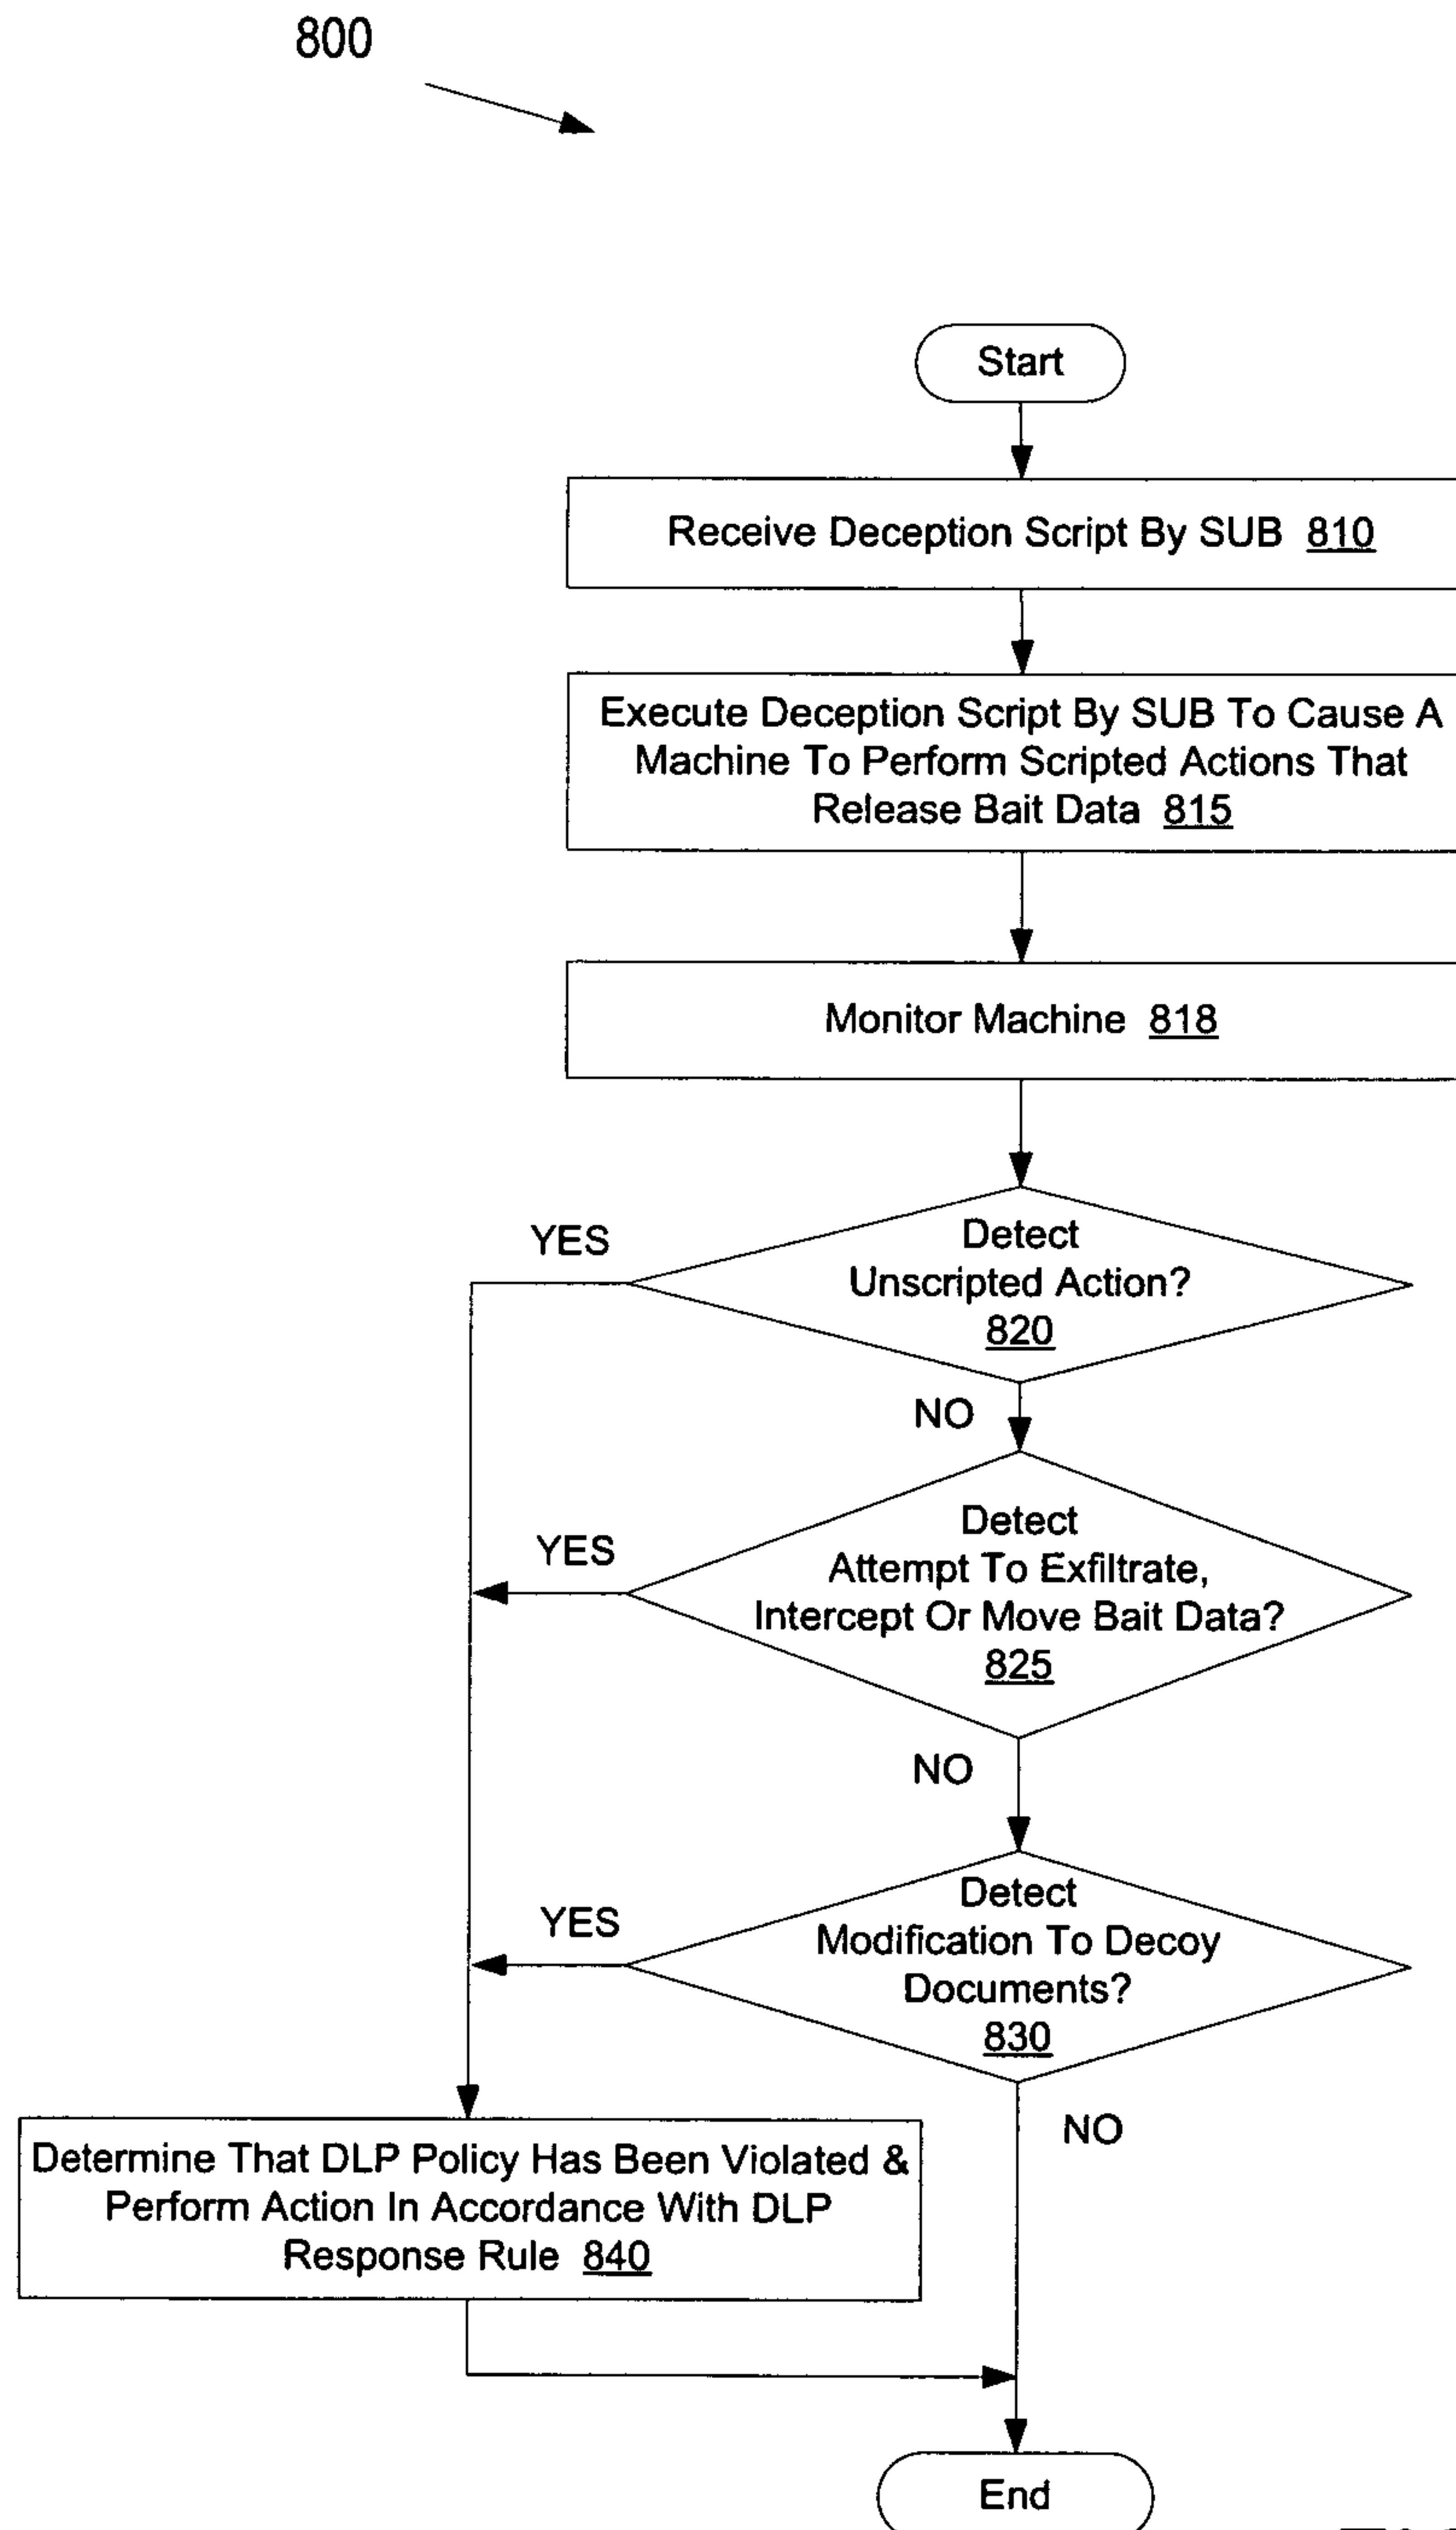 800
Start
Receive Deception Script By SUB 810
Execute Deception Script By SUB To Cause A
Machine To Perform Scripted Actions That
Release Bait Data 815
Monitor Machine 818
YES
Detect
Unscripted Action?
820
NO
YES
Detect
Attempt To Exfiltrate,
Intercept Or Move Bait Data?
825
NO
YES
Detect
Modification To Decoy
Documents?
830
NO
Determine That DLP Policy Has Been Violated &
Perform Action In Accordance With DLP
Response Rule 840
End